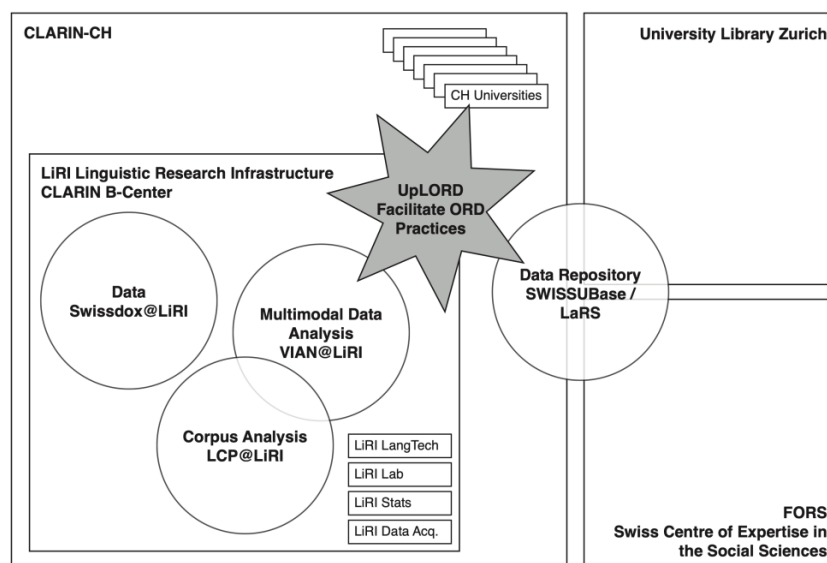 CLARIN-CH
University Library Zurich
CH Universities
LiRI Linguistic Research Infrastructure
CLARIN B-Center
UpLORD
Facilitate ORD
Practices
Data
Swissdox@LiRI
Multimodal Data
Analysis
VIAN@LiRI
Data Repository
SWISSUBase /
LaRS
Corpus Analysis
LCP@LiRI
LiRI LangTech
LiRI Lab
LiRI Stats
LiRI Data Acq.
FORS
Swiss Centre of Expertise in
the Social Sciences